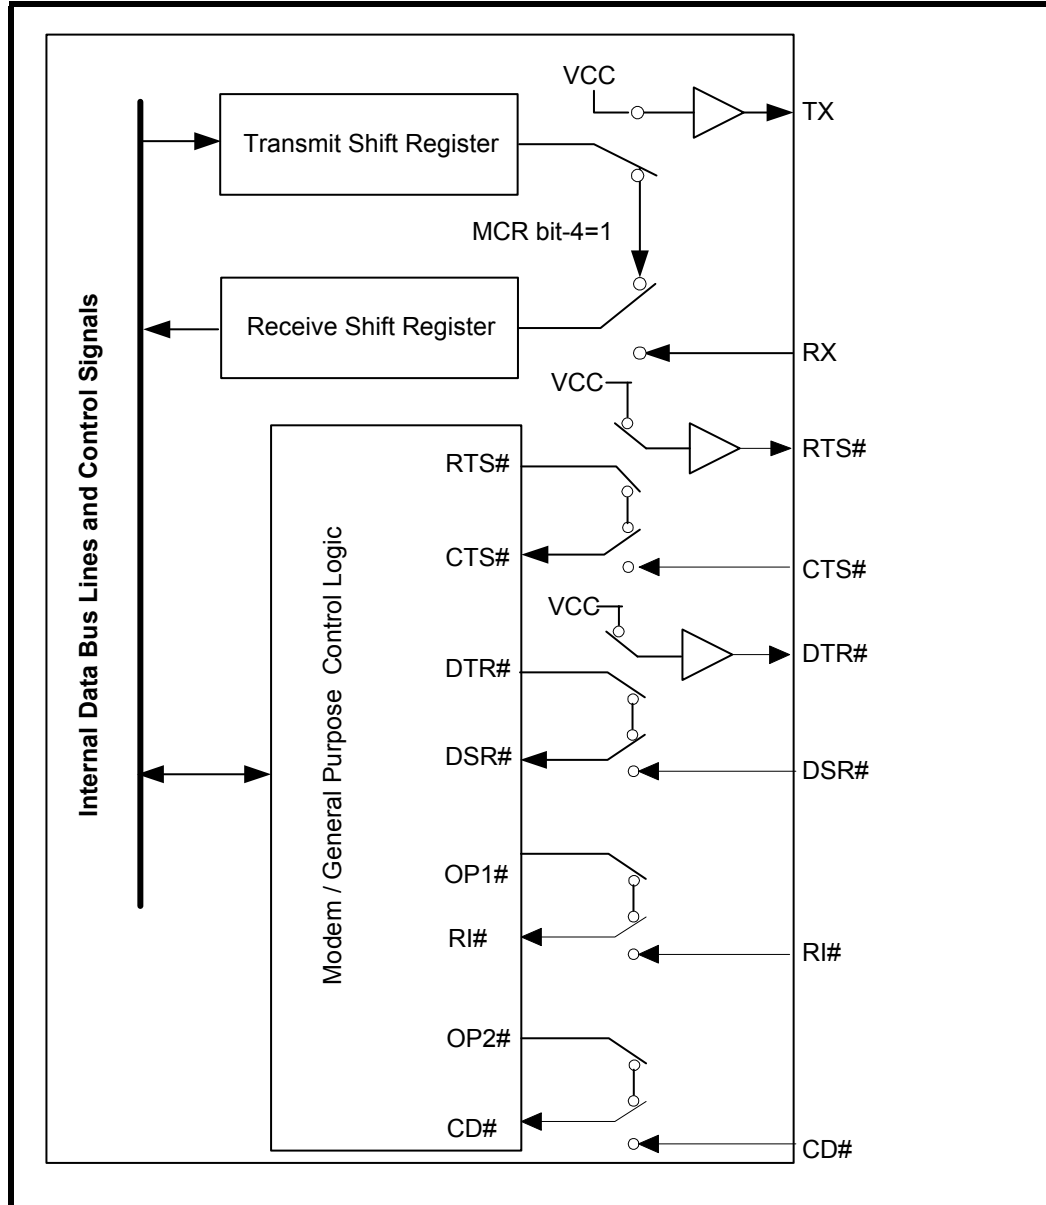 VCC
TX
Transmit Shift Register
MCR bit-4=1
Receive Shift Register
RX
VCC
RTS#
RTS#
CTS#
CTS#
VCC
DTR#
DTR#
DSR#
DSR#
OP1#
RI#
RI#
OP2#
CD#
CD#
Internal Data Bus Lines and Control Signals
Modem / General Purpose Control Logic